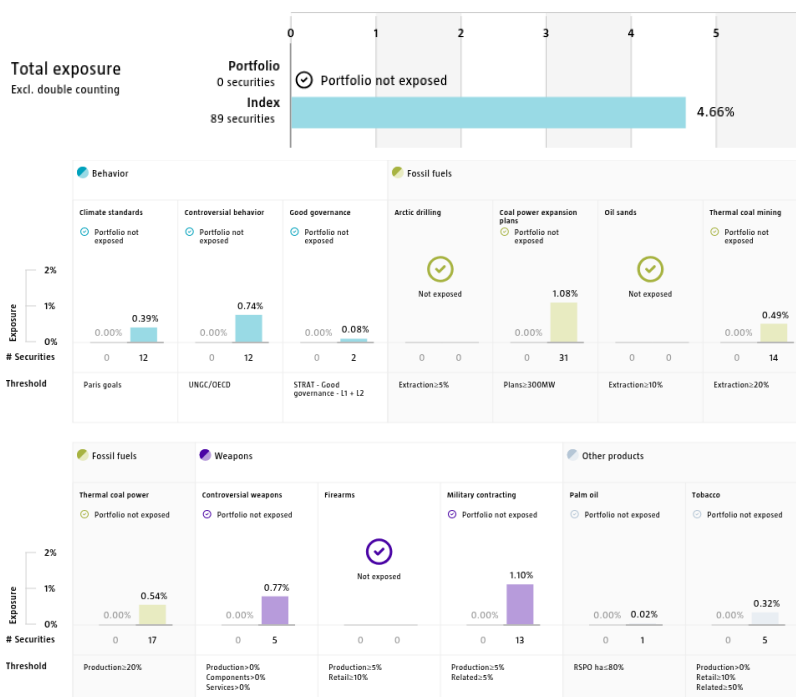 0 1 2 3 4 5
Total exposure
Excl. double counting
Portfolio
0 securities
Portfolio not exposed
Index
89 securities
4.66%
Behavior
Fossil fuels
Climate standards
Portfolio not
exposed
Controversial behavior
Portfolio not
exposed
Good governance
Portfolio not
exposed
Arctic drilling
Not exposed
Coal power expansion
plans
Portfolio not
exposed
Oil sands
Not exposed
Thermal coal mining
Portfolio not
exposed
Exposure
2%
1%
0%
0.00% 0.39% 0.00% 0.74% 0.00% 0.08% 0.00% 1.08% 0.00% 0.49%
# Securities 0 12 0 12 0 2 0 0 0 31 0 0 0 14
Threshold
Paris goals
UNGC/OECD
STRAT - Good
governance - L1 + L2
Extraction≥5%
Plans≥300MW
Extraction≥10%
Extraction≥20%
Fossil fuels
Weapons
Other products
Thermal coal power
Portfolio not exposed
Controversial weapons
Portfolio not exposed
Firearms
Not exposed
Military contracting
Portfolio not exposed
Palm oil
Portfolio not exposed
Tobacco
Portfolio not exposed
Exposure
2%
1%
0%
0.00% 0.54% 0.00% 0.77% 0.00% 1.10% 0.00% 0.02% 0.00% 0.32%
# Securities 0 17 0 5 0 0 0 13 0 1 0 5
Threshold
Production≥20%
Production>0%
Components>0%
Services>0%
Production≥5%
Retail≥10%
Production≥5%
Related≥5%
RSPO ha≤80%
Production>0%
Retail≥10%
Related≥50%